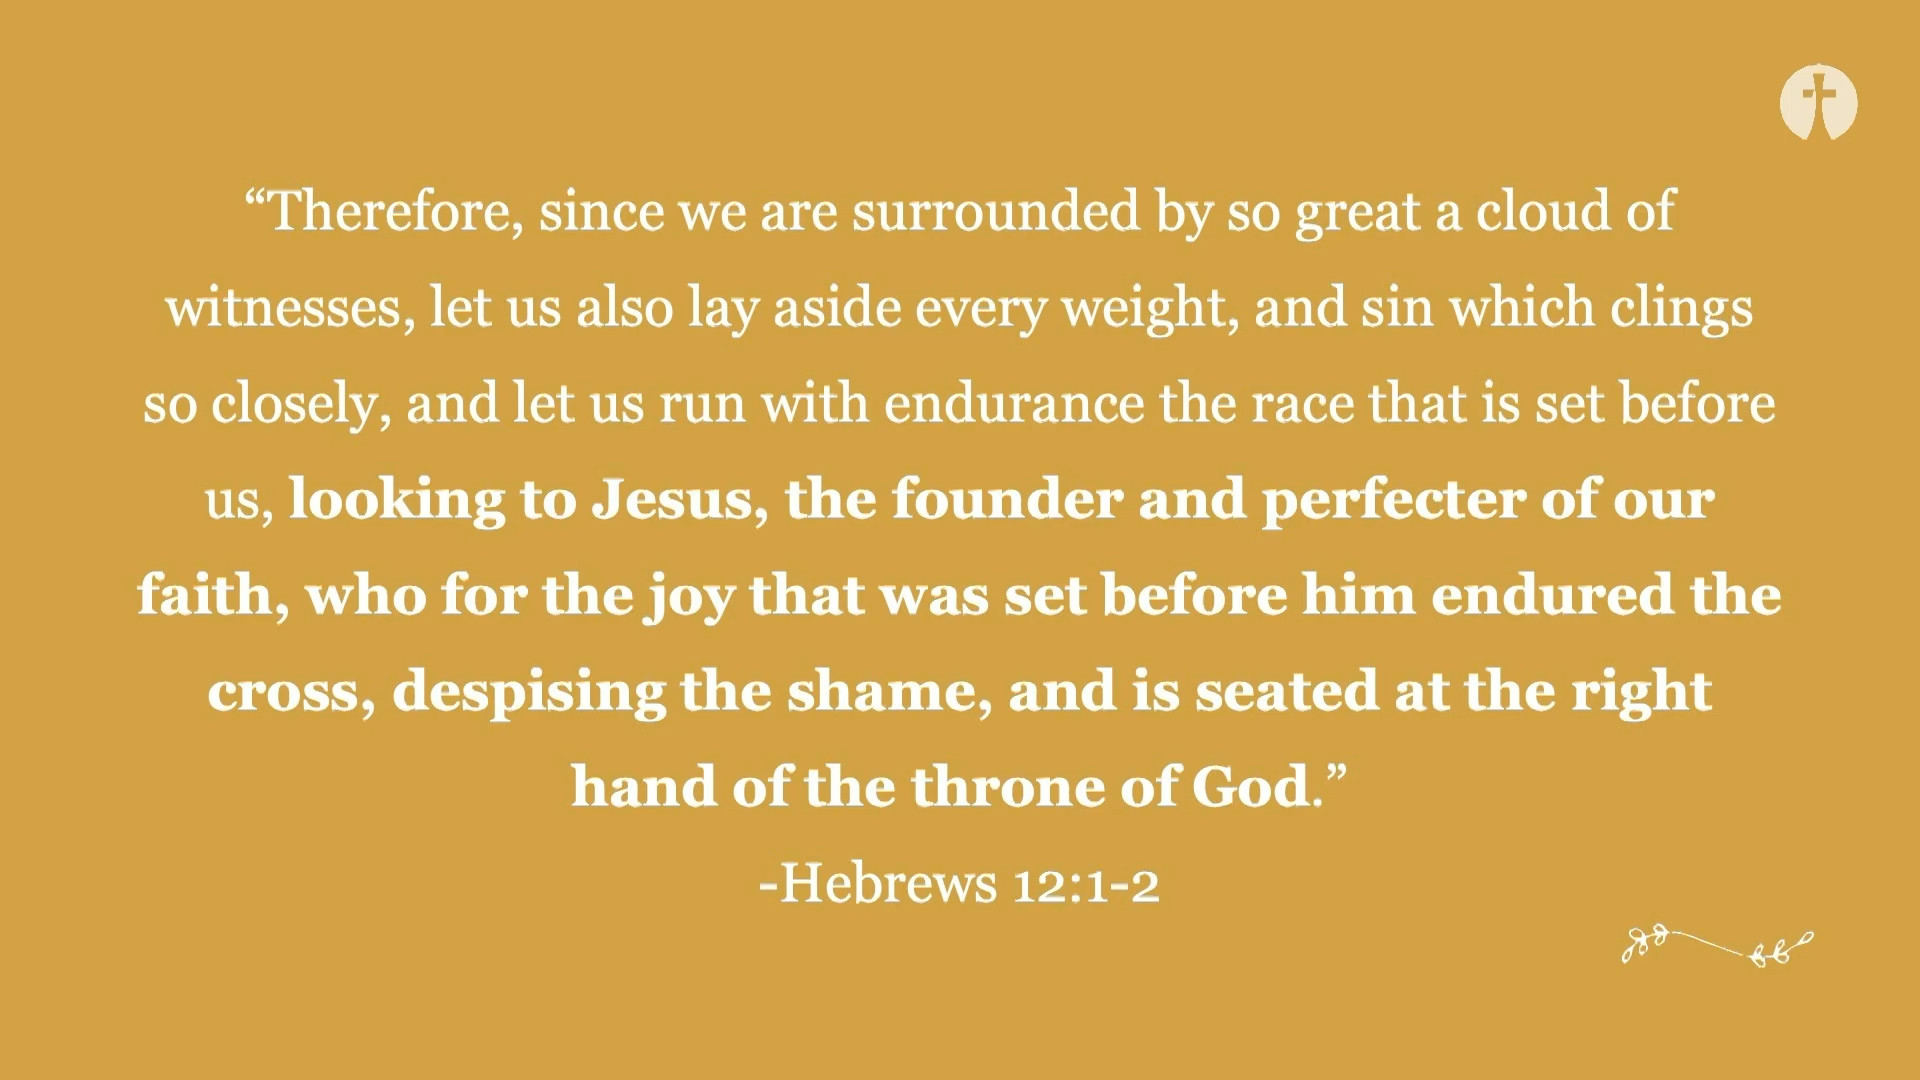 “Therefore, since we are surrounded by so great a cloud of
witnesses, let us also lay aside every weight, and sin which clings
so closely, and let us run with endurance the race that is set before
us, looking to Jesus, the founder and perfecter of our
faith, who for the joy that was set before him endured the
cross, despising the shame, and is seated at the right
hand of the throne of God.”
-Hebrews 12:1-2